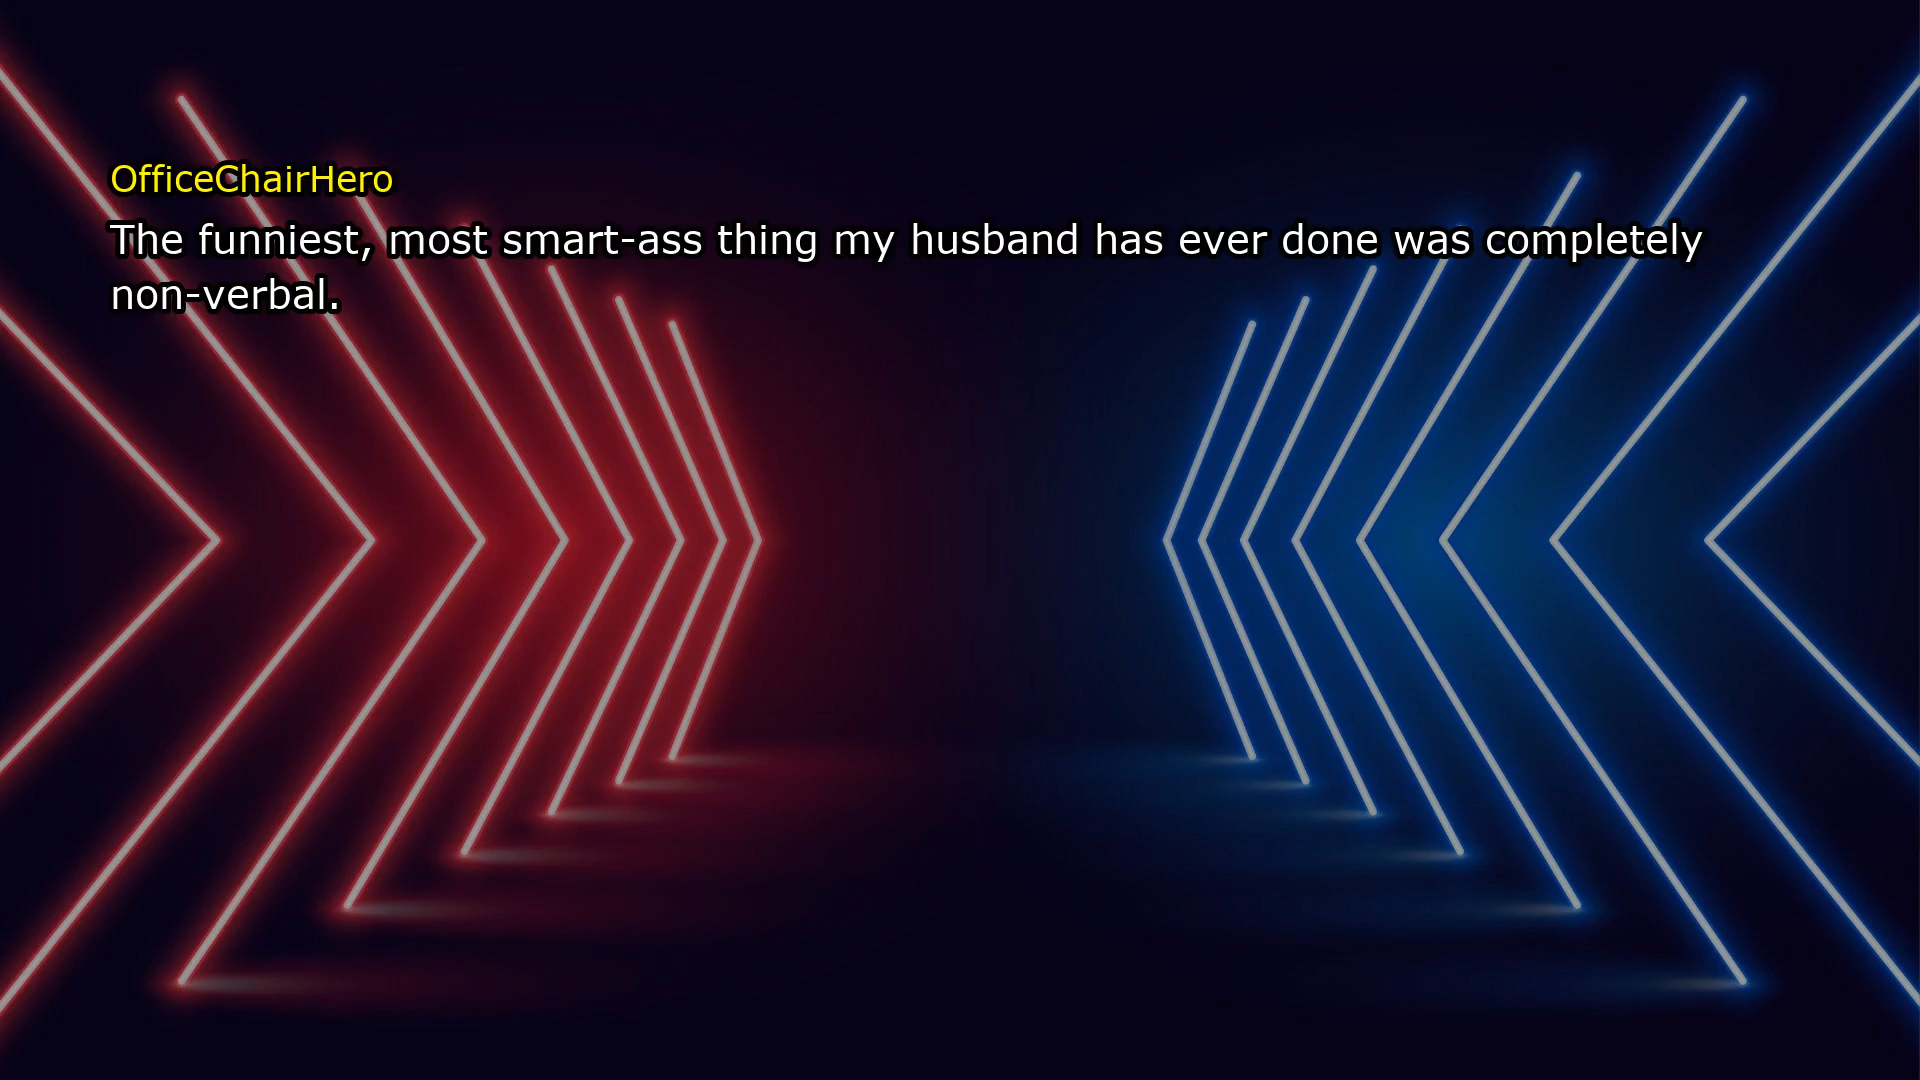 OfficeChairHero
The funniest, most smart-ass thing my husband has ever done was completely
non-verbal.